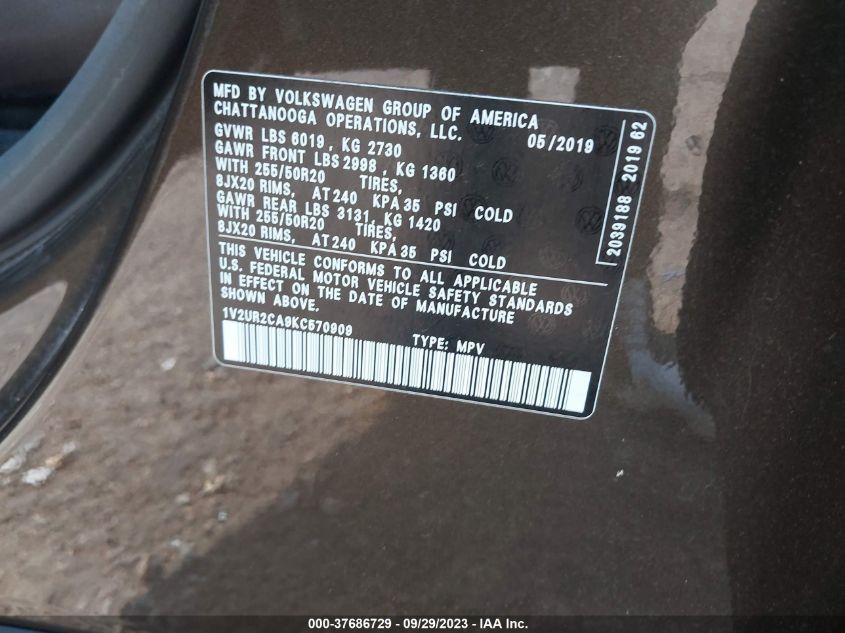 MFD BY VOLKSWAGEN GROUP OF AMERICA
CHATTANOOGA OPERATIONS, LLC.
05/2019
GVWR LBS 6019, KG 2730
GAWR FRONT LBS 2998, KG 1360
WITH 255/50R20 TIRES,
8JX20 RIMS, AT 240 KPA 35 PSI COLD
GAWR REAR LBS 3131, KG 1420
WITH 255/50R20 TIRES,
8JX20 RIMS, AT 240 KPA 35 PSI COLD
THIS VEHICLE CONFORMS TO ALL APPLICABLE
U.S. FEDERAL MOTOR VEHICLE SAFETY STANDARDS
IN EFFECT ON THE DATE OF MANUFACTURE
SHOWN ABOVE.
1V2UR2CA9KC570909
TYPE: MPV
2039188 2019 62
000-37686729 - 09/29/2023 - IAA Inc.